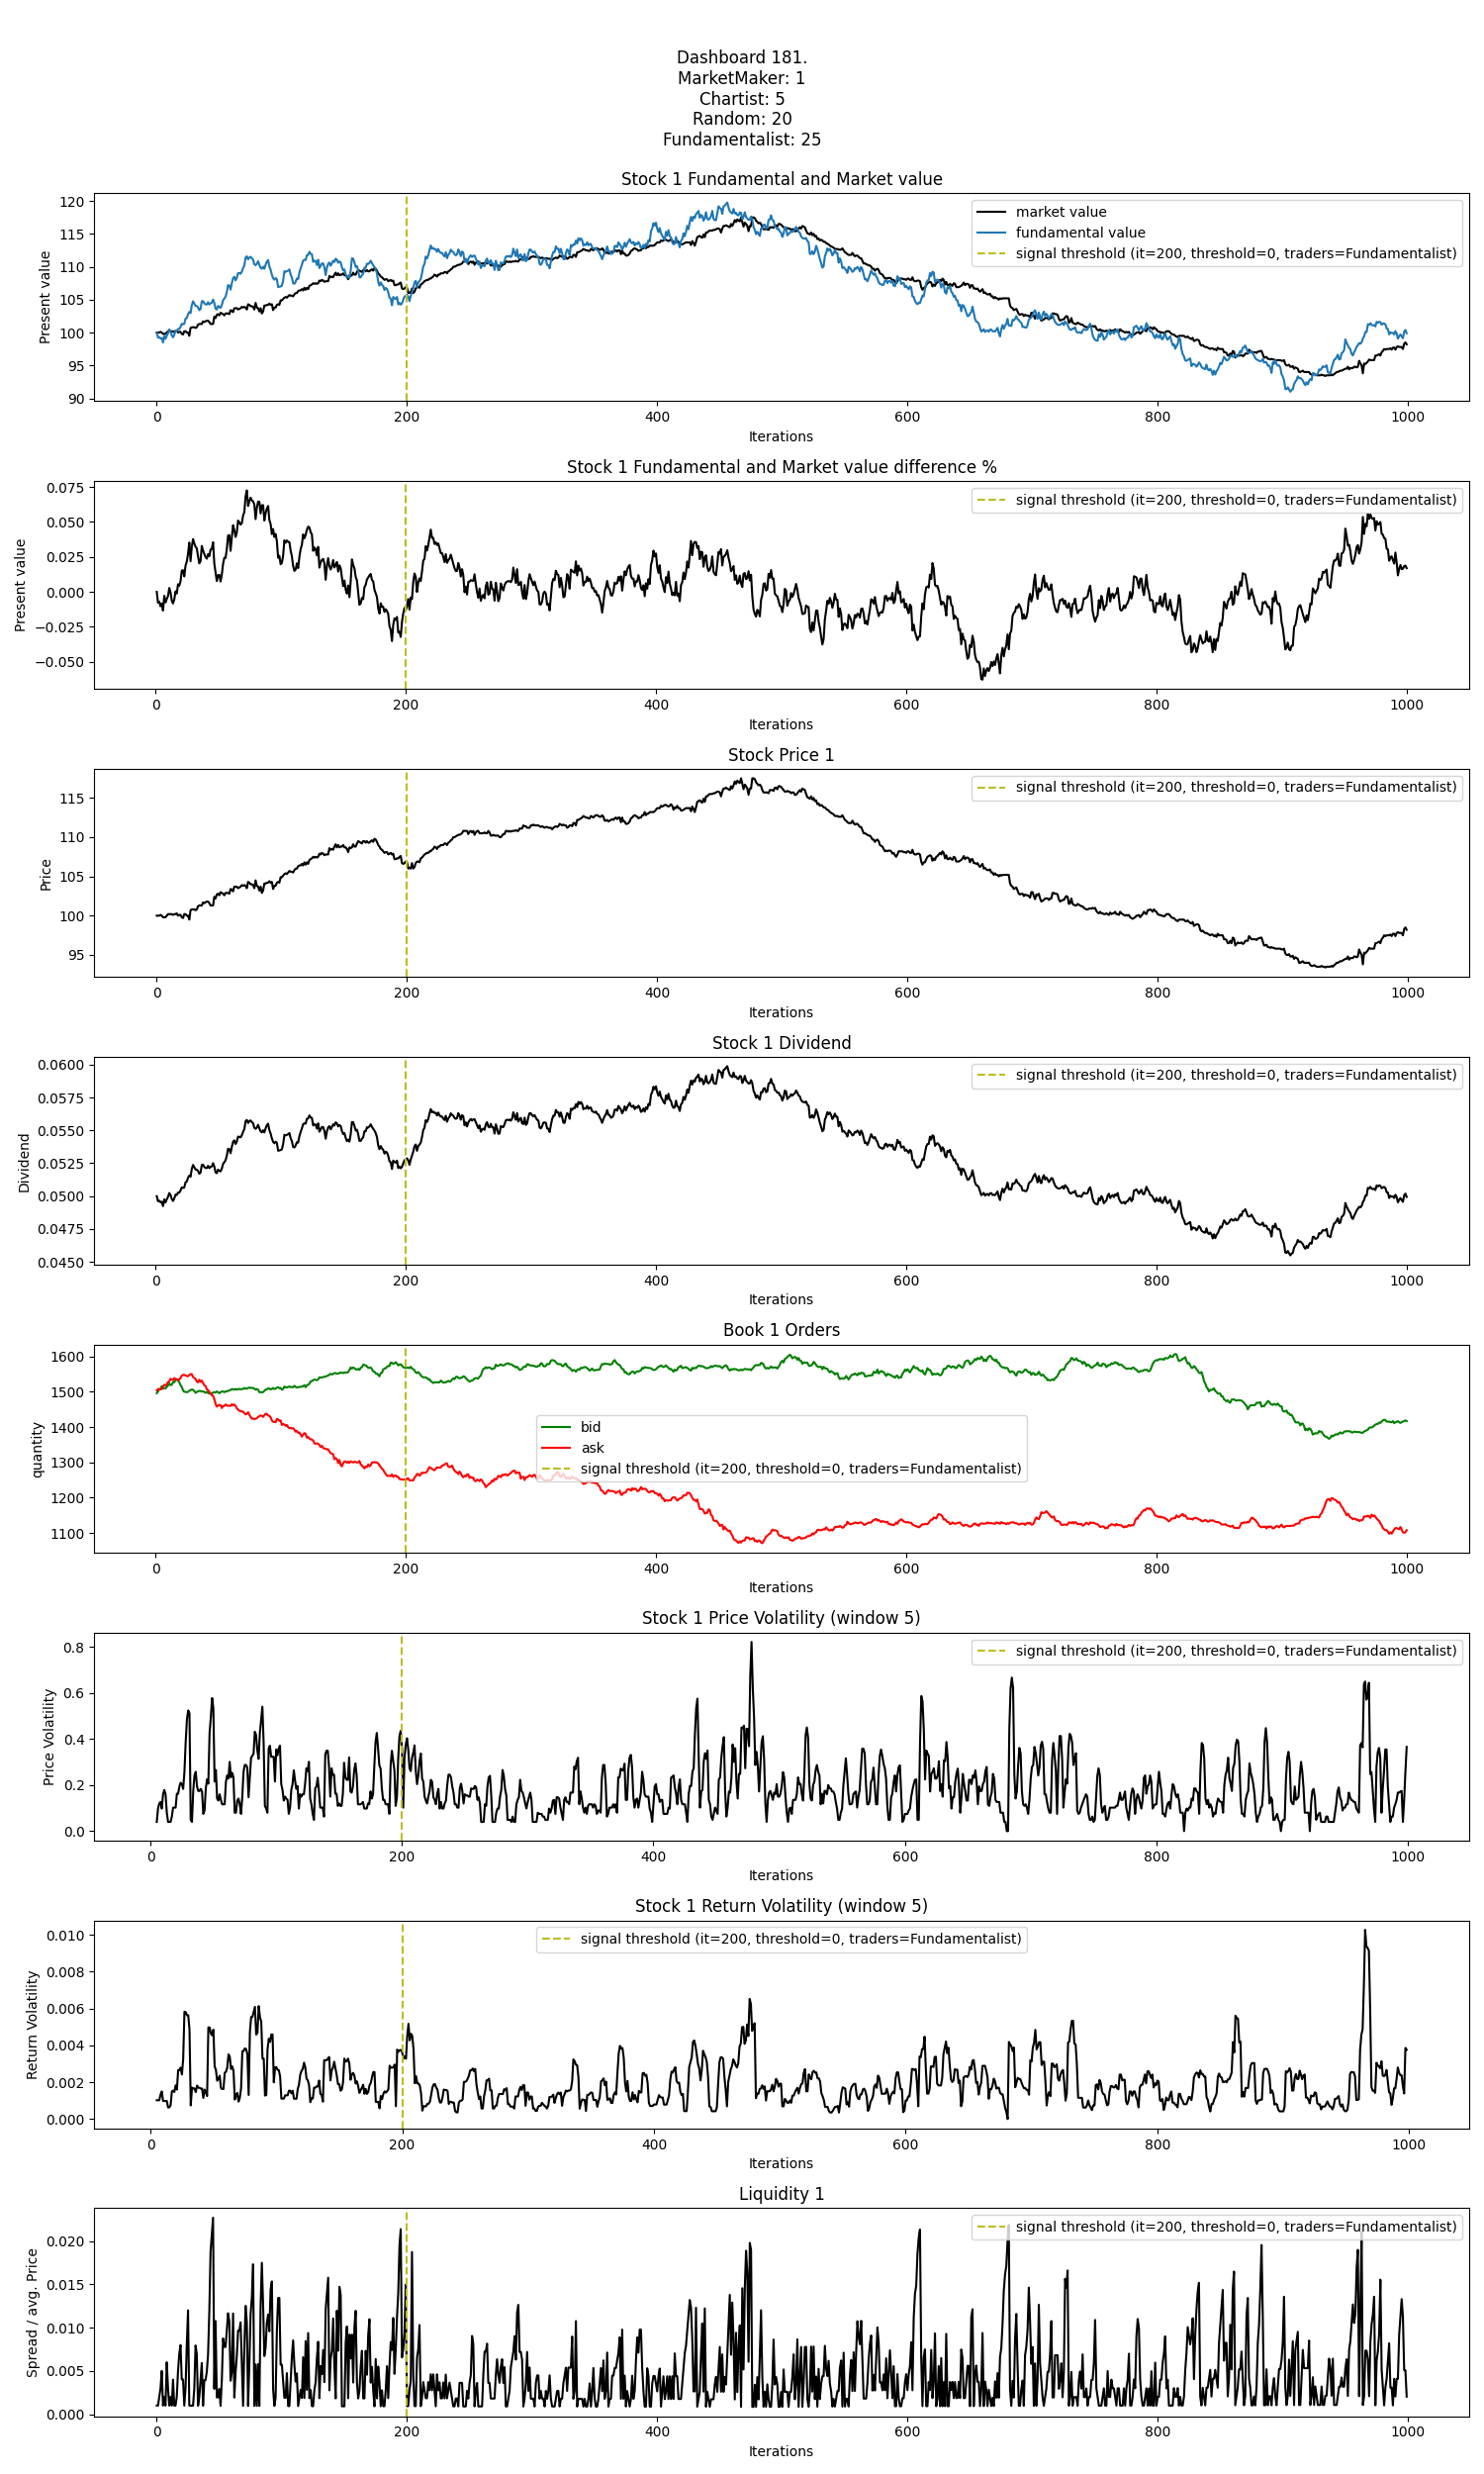 Dashboard 181.
MarketMaker: 1
Chartist: 5
Random: 20
Fundamentalist: 25
Stock 1 Fundamental and Market value
120
115
110
105
100
95
90
Present value
market value
fundamental value
signal threshold (it=200, threshold=0, traders=Fundamentalist)
0 200 400 600 800 1000
Iterations
Stock 1 Fundamental and Market value difference %
0.075
0.050
0.025
0.000
−0.025
−0.050
Present value
signal threshold (it=200, threshold=0, traders=Fundamentalist)
0 200 400 600 800 1000
Iterations
Stock Price 1
115
110
105
100
95
Price
signal threshold (it=200, threshold=0, traders=Fundamentalist)
0 200 400 600 800 1000
Iterations
Stock 1 Dividend
0.0600
0.0575
0.0550
0.0525
0.0500
0.0475
0.0450
Dividend
signal threshold (it=200, threshold=0, traders=Fundamentalist)
0 200 400 600 800 1000
Iterations
Book 1 Orders
1600
1500
1400
1300
1200
1100
quantity
bid
ask
signal threshold (it=200, threshold=0, traders=Fundamentalist)
0 200 400 600 800 1000
Iterations
Stock 1 Price Volatility (window 5)
0.8
0.6
0.4
0.2
0.0
Price Volatility
signal threshold (it=200, threshold=0, traders=Fundamentalist)
0 200 400 600 800 1000
Iterations
Stock 1 Return Volatility (window 5)
0.010
0.008
0.006
0.004
0.002
0.000
Return Volatility
signal threshold (it=200, threshold=0, traders=Fundamentalist)
0 200 400 600 800 1000
Iterations
Liquidity 1
0.020
0.015
0.010
0.005
0.000
Spread / avg. Price
signal threshold (it=200, threshold=0, traders=Fundamentalist)
0 200 400 600 800 1000
Iterations